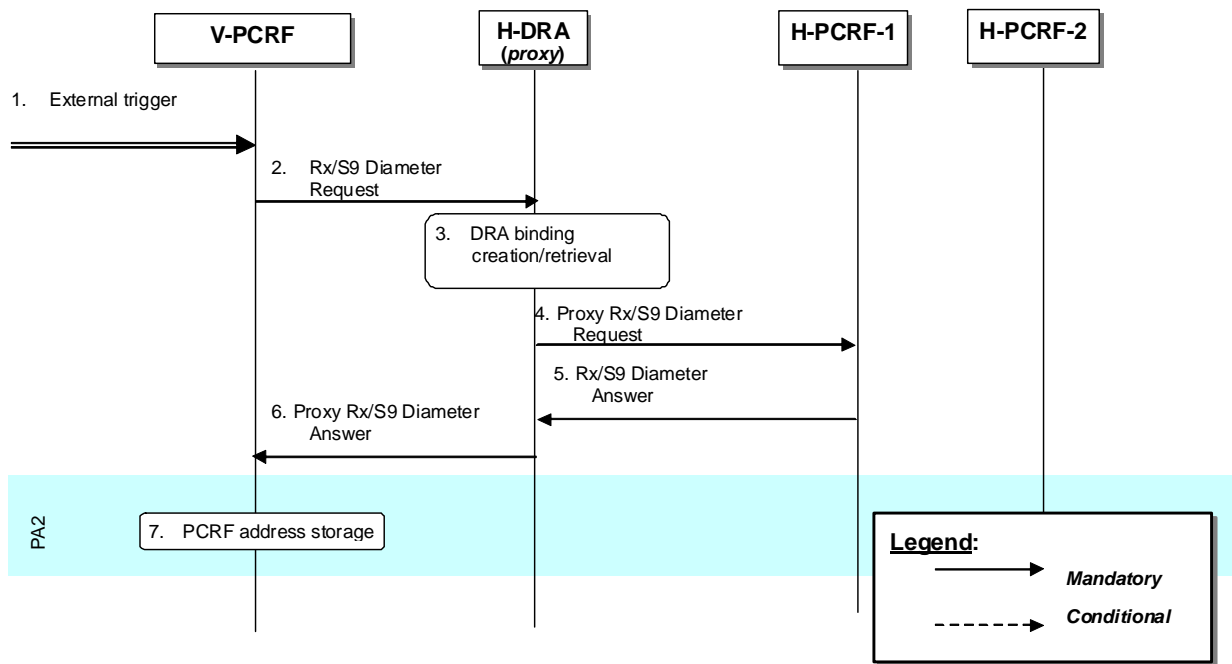 V-PCRF
H-DRA
(proxy)
H-PCRF-1
H-PCRF-2
1. External trigger
2. Rx/S9 Diameter
Request
3. DRA binding
creation/retrieval
4. Proxy Rx/S9 Diameter
Request
5. Rx/S9 Diameter
Answer
6. Proxy Rx/S9 Diameter
Answer
PA2
7. PCRF address storage
Legend:
Mandatory
Conditional